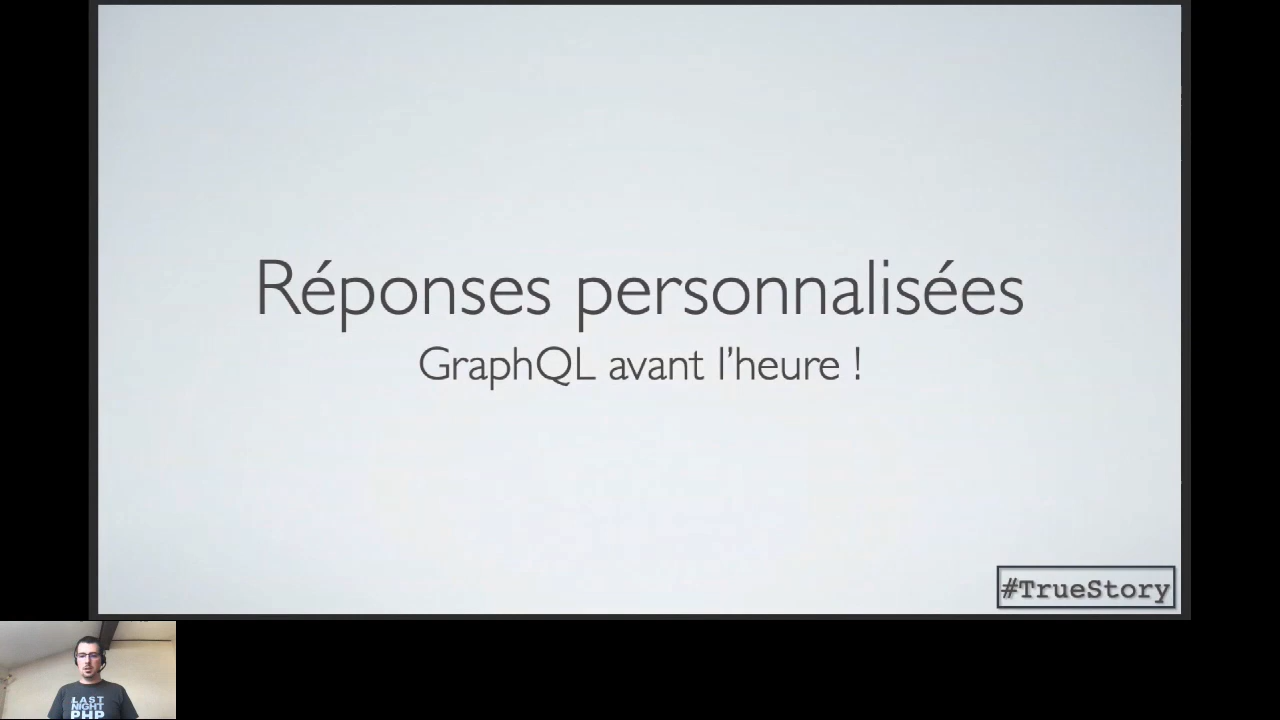 Réponses personnalisées
GraphQL avant l'heure !
#TrueStory
LAST
NIGHT
PHP